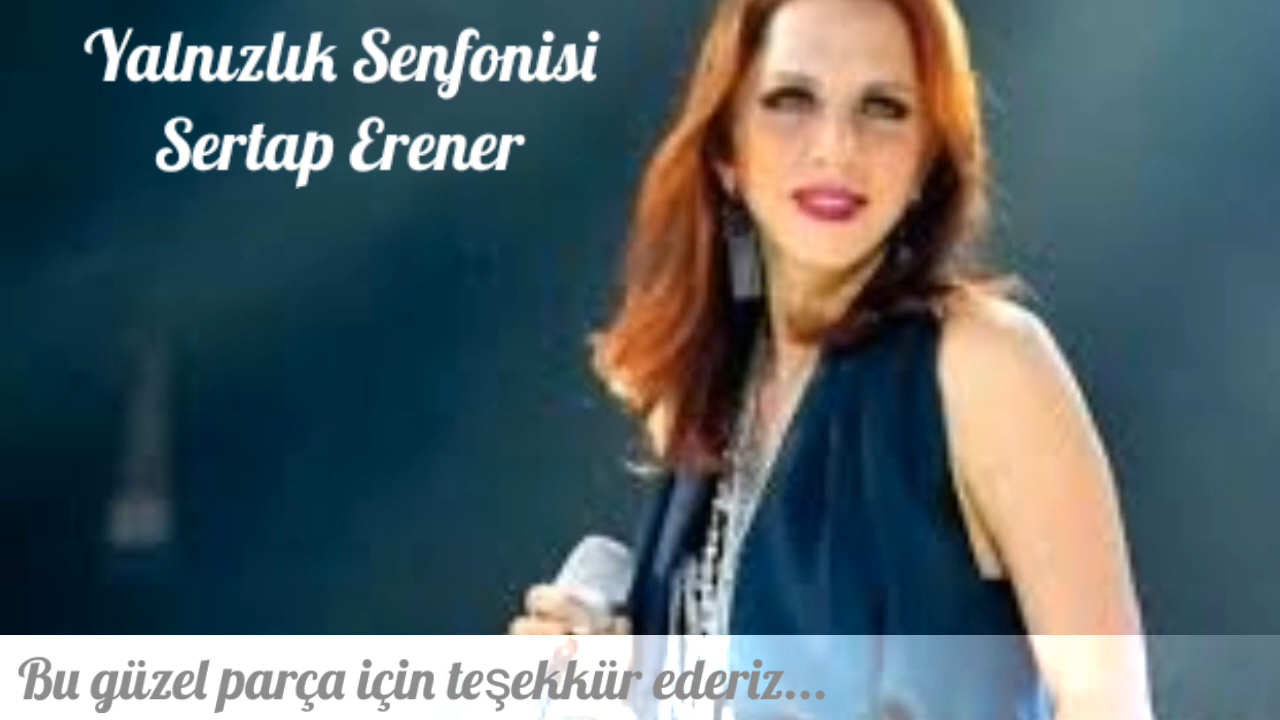 Yalnızlık Senfonisi
Sertap Erener
Bu güzel parça için teşekkür ederiz...